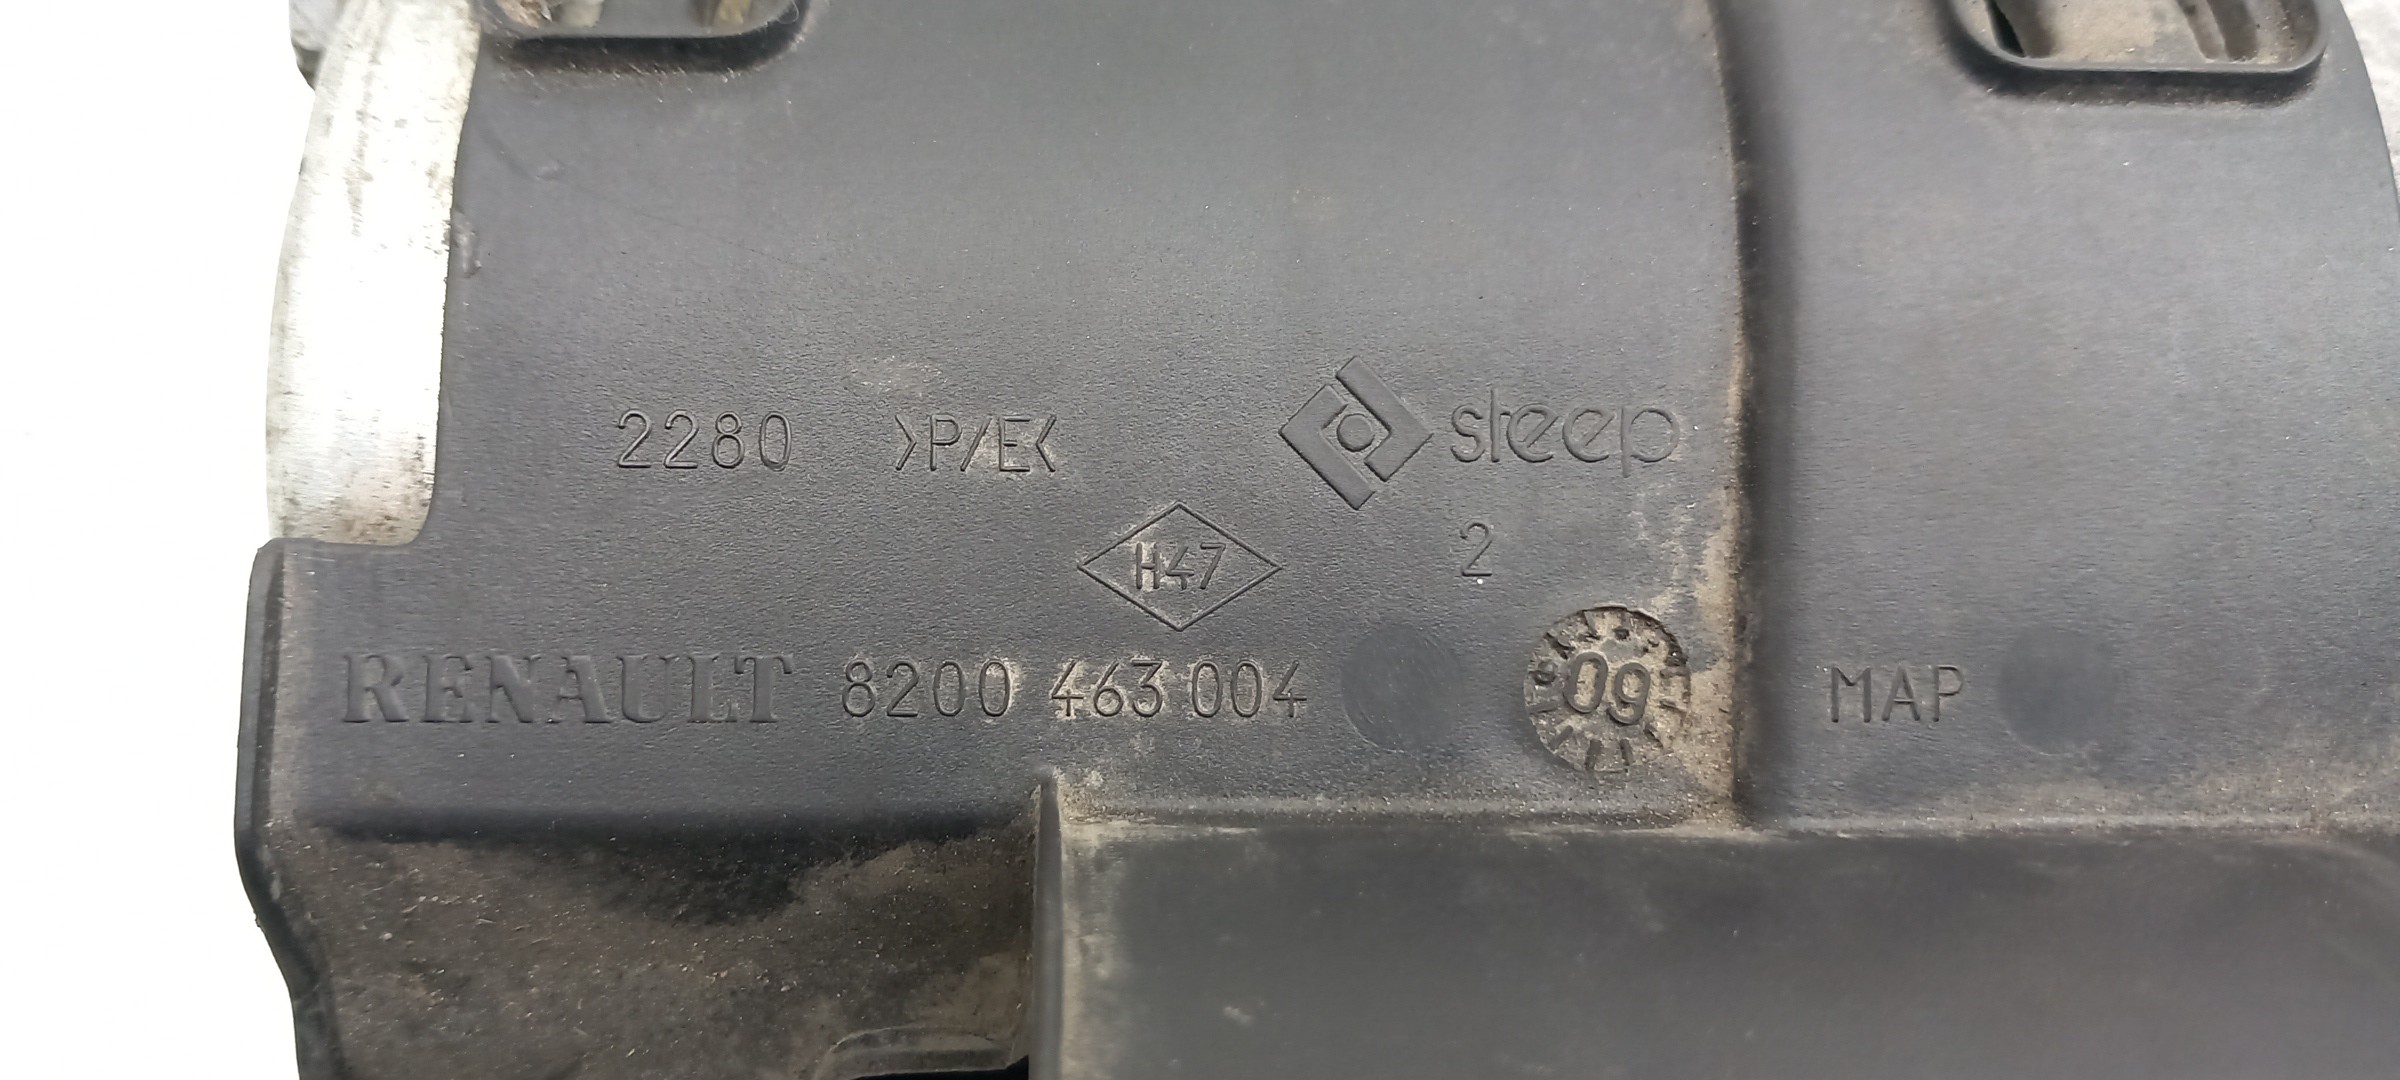 2280 >P/E< steep
H47 2
RENAULT 8200 463 004 09 MAP